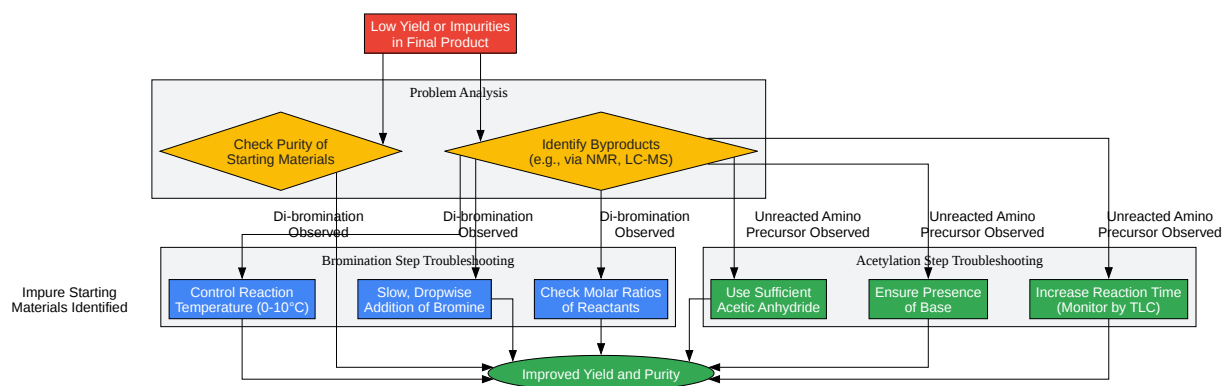 Low Yield or Impurities
in Final Product
Problem Analysis
Check Purity of
Starting Materials
Identify Byproducts
(e.g., via NMR, LC-MS)
Di-bromination
Observed
Di-bromination
Observed
Di-bromination
Observed
Unreacted Amino
Precursor Observed
Unreacted Amino
Precursor Observed
Unreacted Amino
Precursor Observed
Bromination Step Troubleshooting
Acetylation Step Troubleshooting
Impure Starting
Materials Identified
Control Reaction
Temperature (0-10°C)
Slow, Dropwise
Addition of Bromine
Check Molar Ratios
of Reactants
Use Sufficient
Acetic Anhydride
Ensure Presence
of Base
Increase Reaction Time
(Monitor by TLC)
Improved Yield and Purity